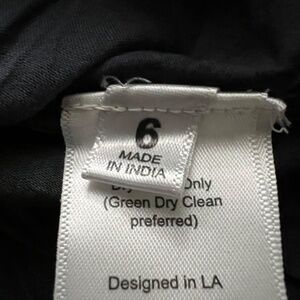 6
MADE
IN INDIA
Only
(Green Dry Clean
preferred)
Designed in LA